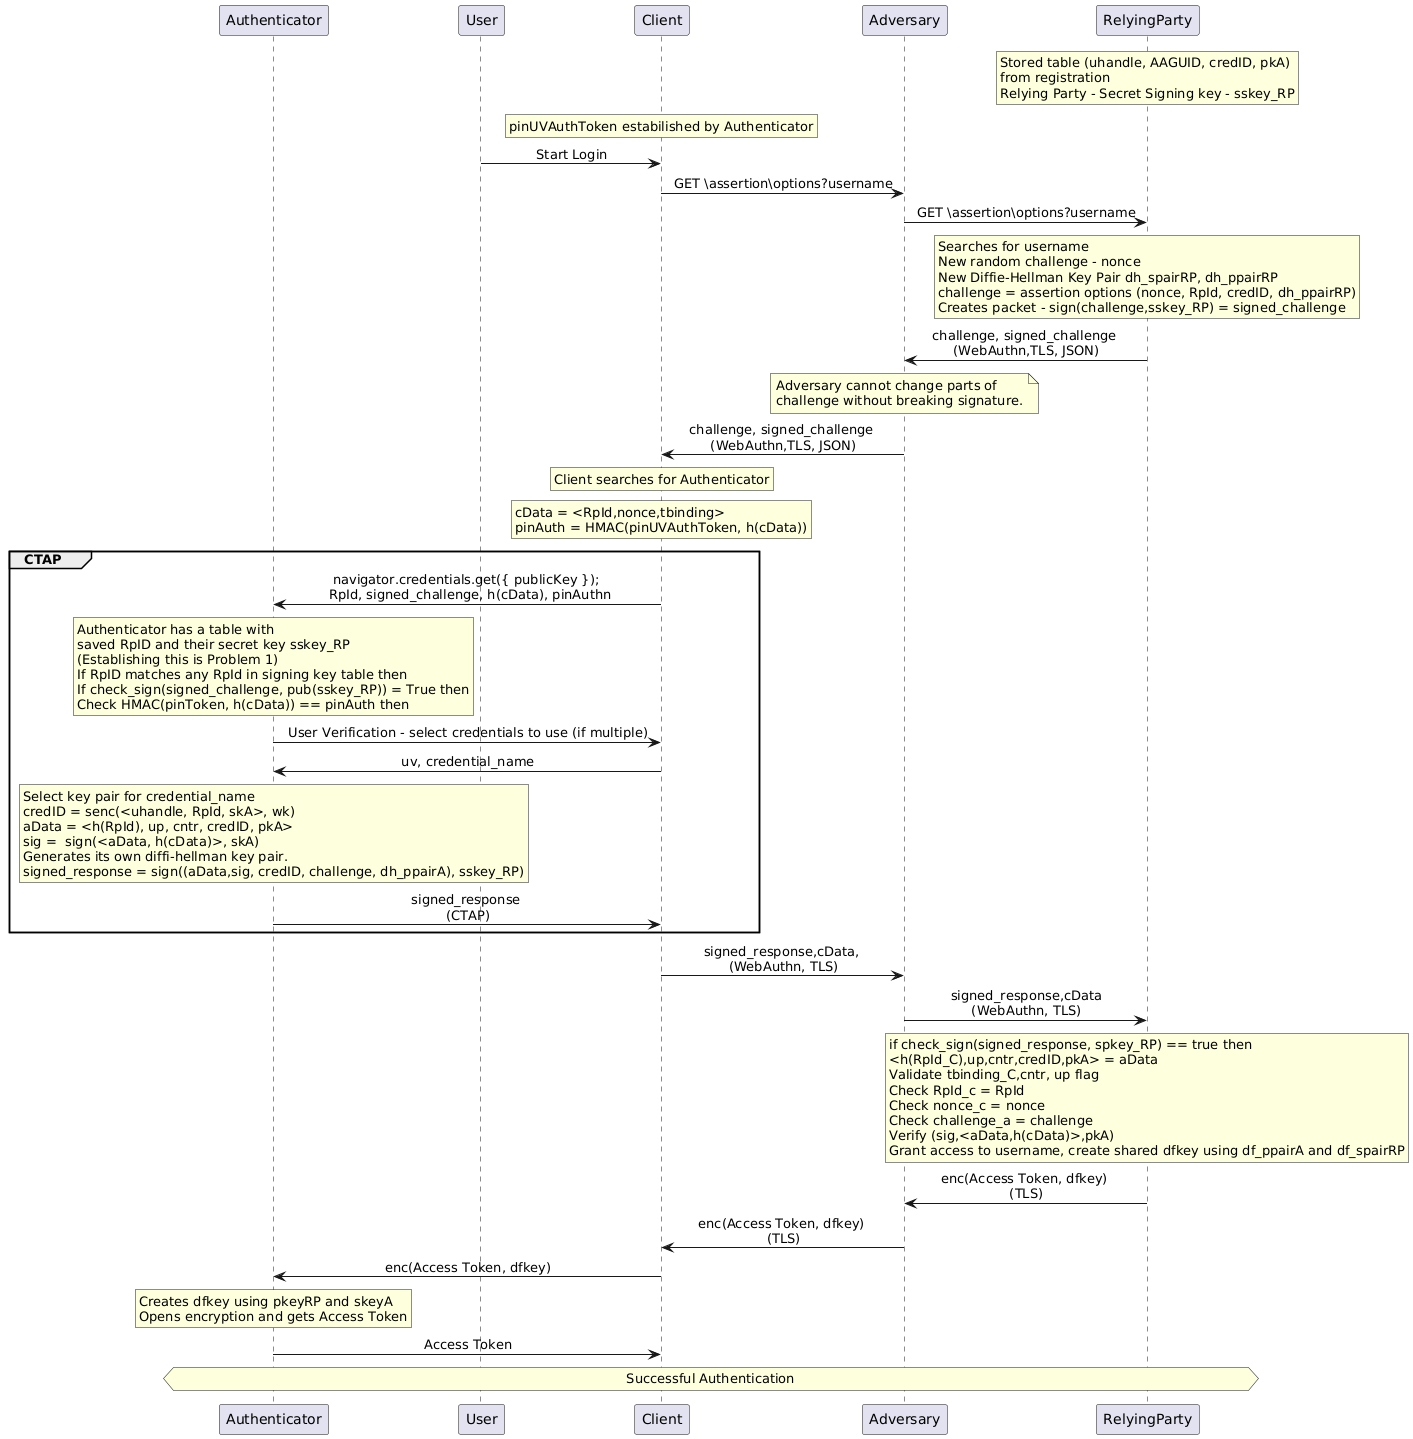 Authenticator
User
Client
Adversary
RelyingParty
Stored table (uhandle, AAGUID, credID, pkA)
from registration
Relying Party - Secret Signing key - sskey_RP
pinUVAuthToken estabilished by Authenticator
Start Login
GET \assertion\options?username
GET \assertion\options?username
Searches for username
New random challenge - nonce
New Diffie-Hellman Key Pair dh_spairRP, dh_ppairRP
challenge = assertion options (nonce, RpId, credID, dh_ppairRP)
Creates packet - sign(challenge,sskey_RP) = signed_challenge
challenge, signed_challenge
(WebAuthn,TLS, JSON)
Adversary cannot change parts of
challenge without breaking signature.
challenge, signed_challenge
(WebAuthn,TLS, JSON)
Client searches for Authenticator
cData = <RpId,nonce,tbinding>
pinAuth = HMAC(pinUVAuthToken, h(cData))
CTAP
navigator.credentials.get({ publicKey });
RpId, signed_challenge, h(cData), pinAuthn
Authenticator has a table with
saved RpID and their secret key sskey_RP
(Establishing this is Problem 1)
If RpID matches any RpId in signing key table then
If check_sign(signed_challenge, pub(sskey_RP)) = True then
Check HMAC(pinToken, h(cData)) == pinAuth then
User Verification - select credentials to use (if multiple)
uv, credential_name
Select key pair for credential_name
credID = senc(<uhandle, RpId, skA>, wk)
aData = <h(RpId), up, cntr, credID, pkA>
sig =  sign(<aData, h(cData)>, skA)
Generates its own diffi-hellman key pair.
signed_response = sign((aData,sig, credID, challenge, dh_ppairA), sskey_RP)
signed_response
(CTAP)
signed_response,cData,
(WebAuthn, TLS)
signed_response,cData
(WebAuthn, TLS)
if check_sign(signed_response, spkey_RP) == true then
<h(RpId_C),up,cntr,credID,pkA> = aData
Validate tbinding_C,cntr, up flag
Check RpId_c = RpId
Check nonce_c = nonce
Check challenge_a = challenge
Verify (sig,<aData,h(cData)>,pkA)
Grant access to username, create shared dfkey using df_ppairA and df_spairRP
enc(Access Token, dfkey)
(TLS)
enc(Access Token, dfkey)
(TLS)
enc(Access Token, dfkey)
Creates dfkey using pkeyRP and skeyA
Opens encryption and gets Access Token
Access Token
Successful Authentication
Authenticator
User
Client
Adversary
RelyingParty